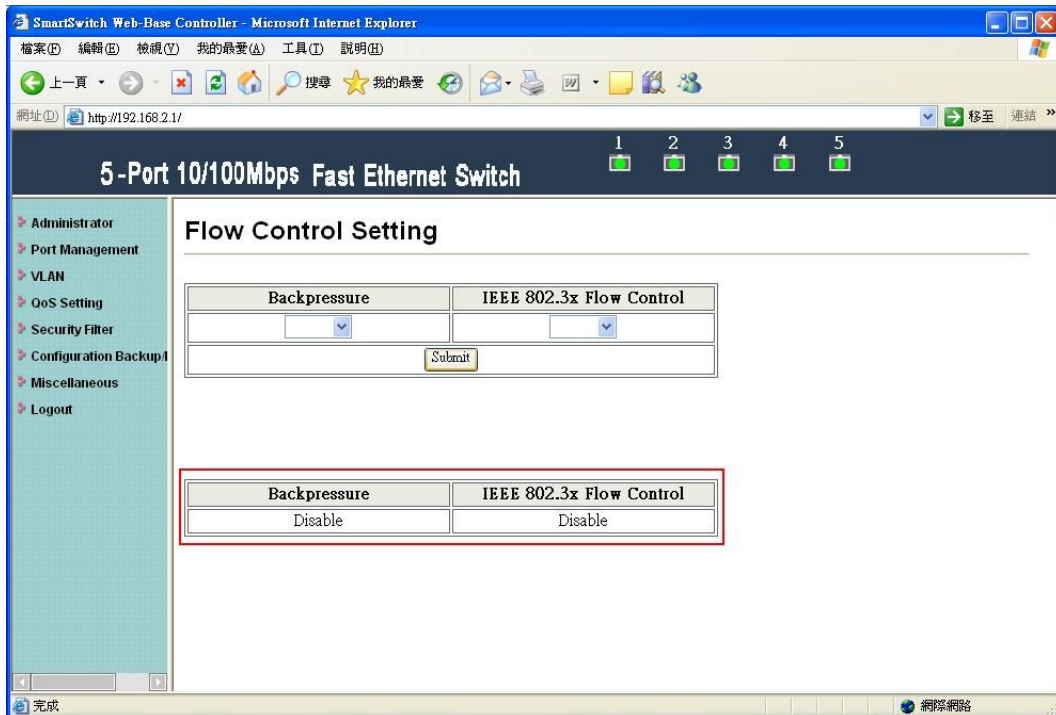 SmartSwitch Web-Base Controller - Microsoft Internet Explorer
檔案(F) 編輯(E) 檢視(V) 我的最愛(A) 工具(T) 說明(H)
上一頁 搜尋 我的最愛
網址(D) http://192.168.2.1/ 移至 連結 »
1 2 3 4 5
5-Port 10/100Mbps Fast Ethernet Switch
Administrator
Port Management
VLAN
QoS Setting
Security Filter
Configuration Backup/
Miscellaneous
Logout
Flow Control Setting
Backpressure IEEE 802.3x Flow Control
Submit
Backpressure IEEE 802.3x Flow Control
Disable Disable
完成 網際網路